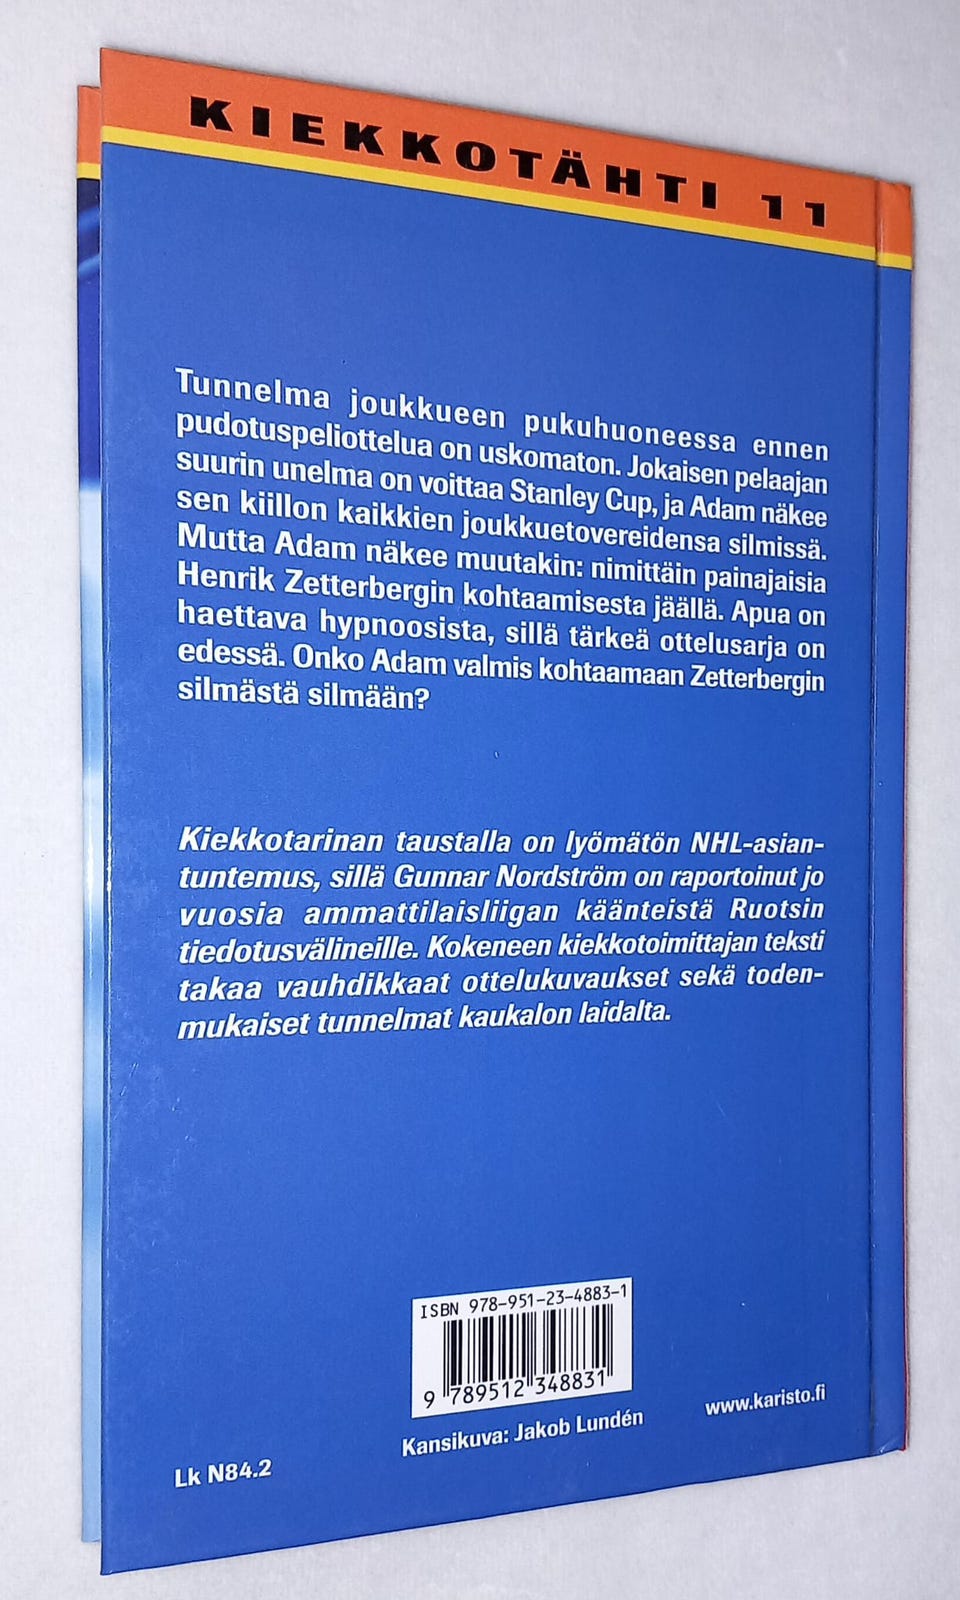 KIEKKOTÄHTI 11
Tunnelma joukkueen pukuhuoneessa ennen
pudotuspeliottelua on uskomaton. Jokaisen pelaajan
suurin unelma on voittaa Stanley Cup, ja Adam näkee
sen kiillon kaikkien joukkuetovereidensa silmissä.
Mutta Adam näkee muutakin: nimittäin painajaisia
Henrik Zetterbergin kohtaamisesta jäällä. Apua on
haettava hypnoosista, sillä tärkeä ottelusarja on
edessä. Onko Adam valmis kohtaamaan Zetterbergin
silmästä silmään?
Kiekkotarinan taustalla on lyömätön NHL-asian-
tuntemus, sillä Gunnar Nordström on raportoinut jo
vuosia ammattilaisliigan käänteistä Ruotsin
tiedotusvälineille. Kokeneen kiekkotoimittajan teksti
takaa vauhdikkaat ottelukuvaukset sekä toden-
mukaiset tunnelmat kaukalon laidalta.
ISBN 978-951-23-4883-1
9 789512 348831
Kansikuva: Jakob Lundén
www.karisto.fi
Lk N84.2